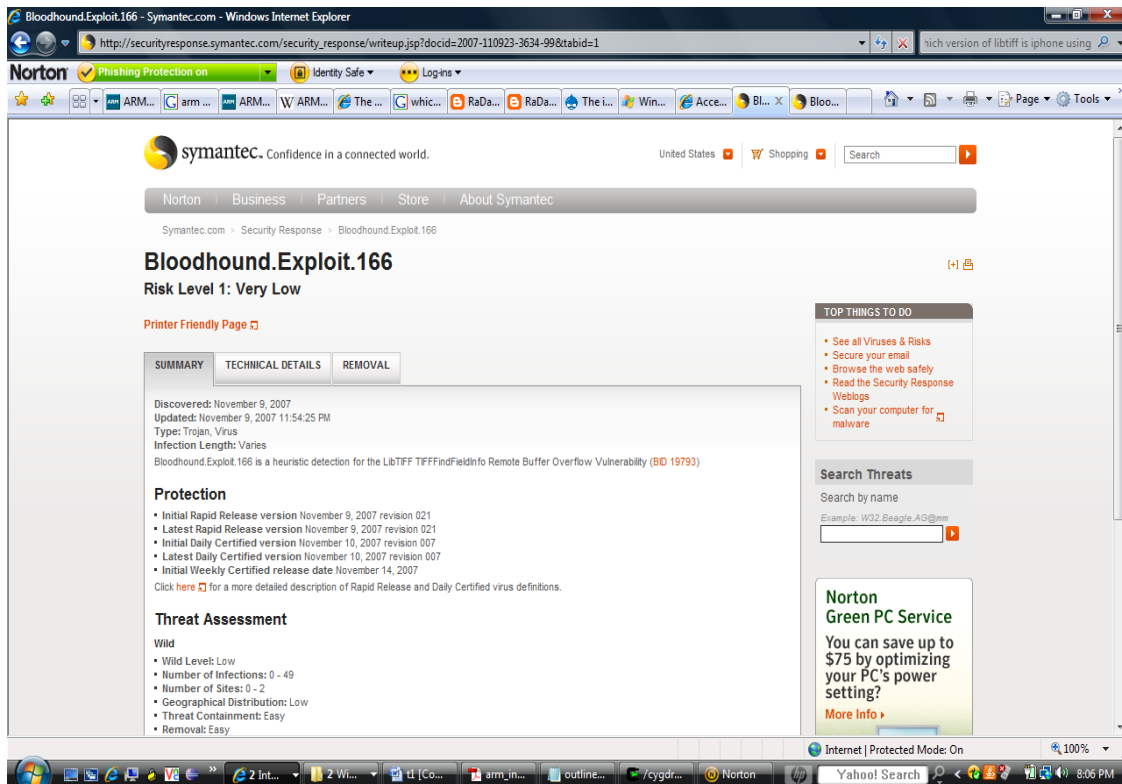 Bloodhound.Exploit.166 - Symantec.com - Windows Internet Explorer
http://securityresponse.symantec.com/security_response/writeup.jsp?docid=2007-110923-3634-99&tabid=1
hich version of libtiff is iphone using
Norton Phishing Protection on Identity Safe Log-ins
ARM... arm ... ARM... ARM... The ... whic... RaDa... RaDa... The i... Win... Acce... Bl... X Bloo... Page Tools
symantec. Confidence in a connected world.
United States Shopping Search
Norton Business Partners Store About Symantec
Symantec.com > Security Response > Bloodhound.Exploit.166
Bloodhound.Exploit.166
[+]
Risk Level 1: Very Low
Printer Friendly Page
SUMMARY TECHNICAL DETAILS REMOVAL
Discovered: November 9, 2007
Updated: November 9, 2007 11:54:25 PM
Type: Trojan, Virus
Infection Length: Varies
Bloodhound.Exploit.166 is a heuristic detection for the LibTIFF TIFFFindFieldInfo Remote Buffer Overflow Vulnerability (BID 19793)
Protection
▪ Initial Rapid Release version November 9, 2007 revision 021
▪ Latest Rapid Release version November 9, 2007 revision 021
▪ Initial Daily Certified version November 10, 2007 revision 007
▪ Latest Daily Certified version November 10, 2007 revision 007
▪ Initial Weekly Certified release date November 14, 2007
Click here for a more detailed description of Rapid Release and Daily Certified virus definitions.
Threat Assessment
Wild
▪ Wild Level: Low
▪ Number of Infections: 0 - 49
▪ Number of Sites: 0 - 2
▪ Geographical Distribution: Low
▪ Threat Containment: Easy
▪ Removal: Easy
TOP THINGS TO DO
▪ See all Viruses & Risks
▪ Secure your email
▪ Browse the web safely
▪ Read the Security Response
Weblogs
▪ Scan your computer for
malware
Search Threats
Search by name
Example: W32.Beagle.AG@mm
Norton
Green PC Service
You can save up to
$75 by optimizing
your PC's power
setting?
More Info
Internet | Protected Mode: On 100%
2 Int... 2 Wi... t1 [Co... arm_in... outline... /cygdr... Norton hp Yahoo! Search 8:06 PM